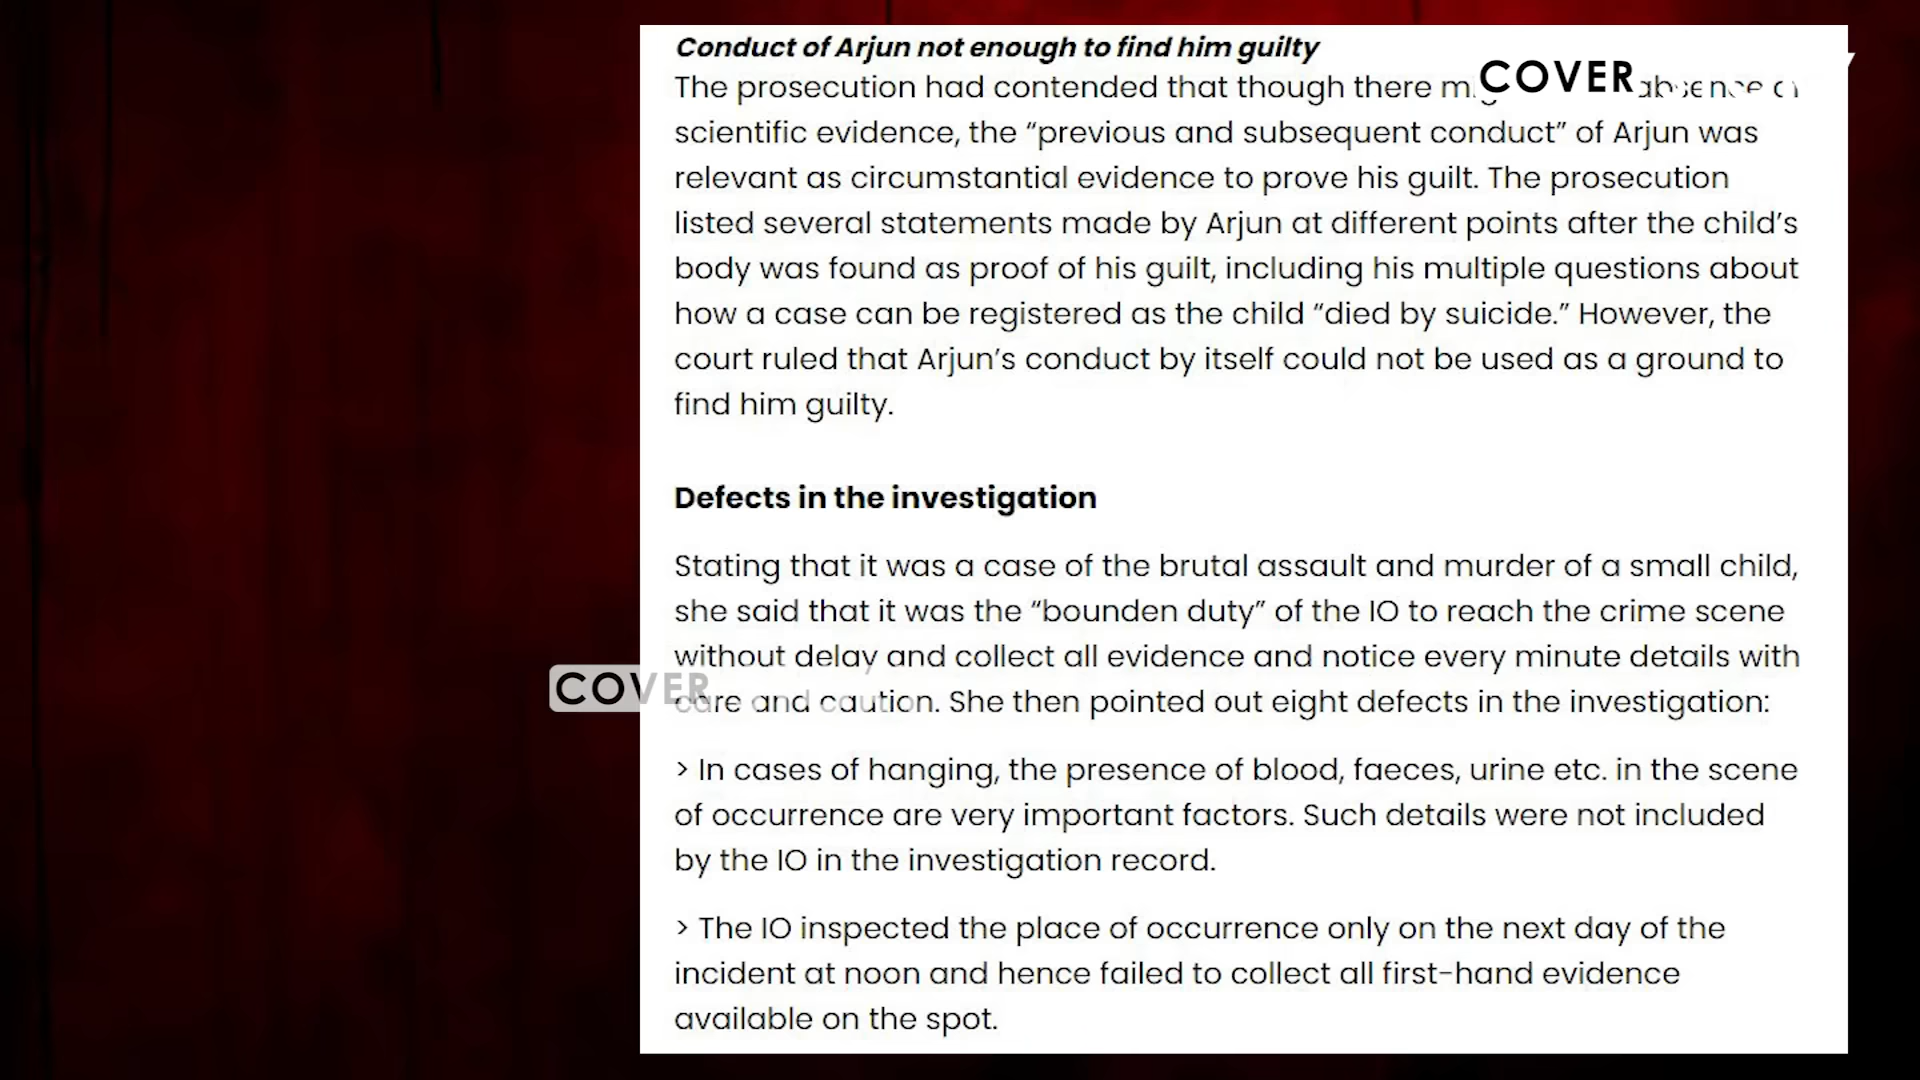 Conduct of Arjun not enough to find him guilty
The prosecution had contended that though there absence
COVER
scientific evidence, the “previous and subsequent conduct” of Arjun was
relevant as circumstantial evidence to prove his guilt. The prosecution
listed several statements made by Arjun at different points after the child’s
body was found as proof of his guilt, including his multiple questions about
how a case can be registered as the child “died by suicide.” However, the
court ruled that Arjun’s conduct by itself could not be used as a ground to
find him guilty.
Defects in the investigation
Stating that it was a case of the brutal assault and murder of a small child,
she said that it was the “bounden duty” of the IO to reach the crime scene
without delay and collect all evidence and notice every minute details with
COVER
care and caution. She then pointed out eight defects in the investigation:
> In cases of hanging, the presence of blood, faeces, urine etc. in the scene
of occurrence are very important factors. Such details were not included
by the IO in the investigation record.
> The IO inspected the place of occurrence only on the next day of the
incident at noon and hence failed to collect all first-hand evidence
available on the spot.